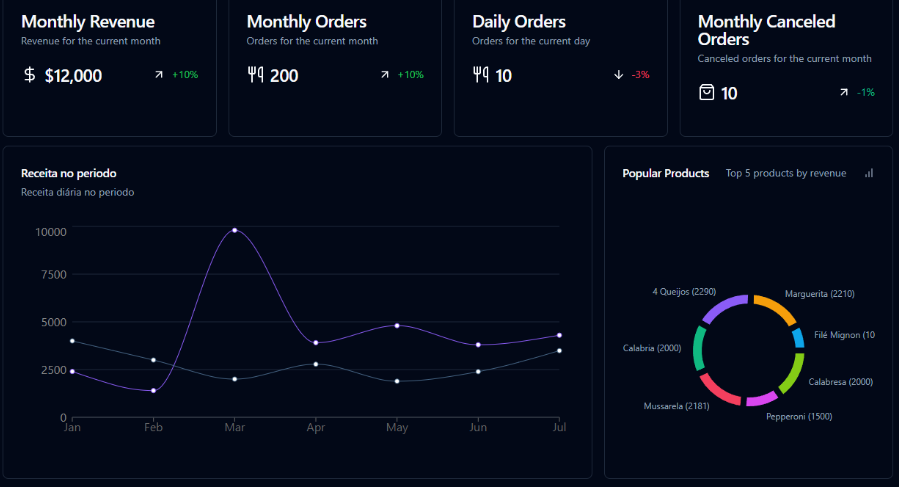 Monthly Revenue
Revenue for the current month
$12,000
+10%
Monthly Orders
Orders for the current month
200
+10%
Daily Orders
Orders for the current day
10
-3%
Monthly Canceled
Orders
Canceled orders for the current month
10
-1%
Receita no periodo
Receita diária no periodo
10000
7500
5000
2500
0
Jan Feb Mar Apr May Jun Jul
Popular Products
Top 5 products by revenue
4 Queijos (2290)
Marguerita (2210)
Filé Mignon (10
Calabria (2000)
Calabresa (2000)
Mussarela (2181)
Pepperoni (1500)